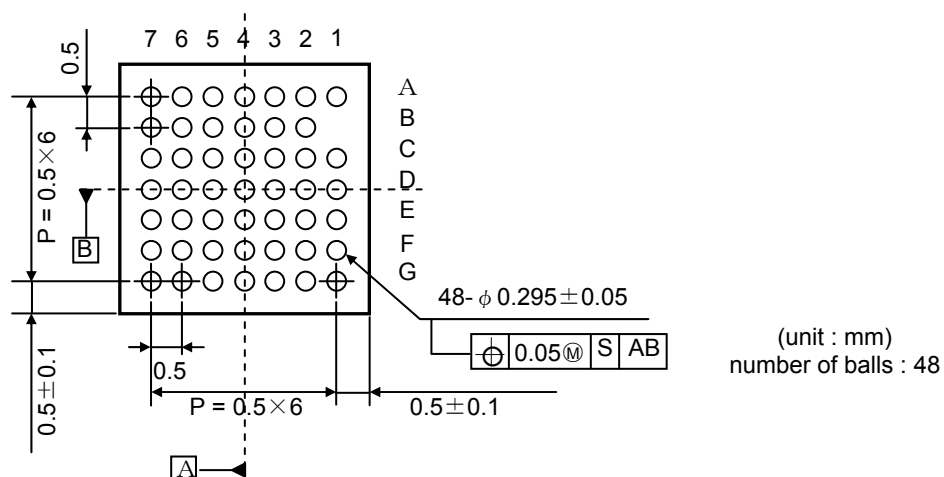 7 6 5 4 3 2 1
0.5
A
B
C
D
E
F
G
P = 0.5×6
B
0.5±0.1
48- φ 0.295±0.05
0.05Ⓜ S AB
0.5
P = 0.5×6
0.5±0.1
A
(unit : mm)
number of balls : 48